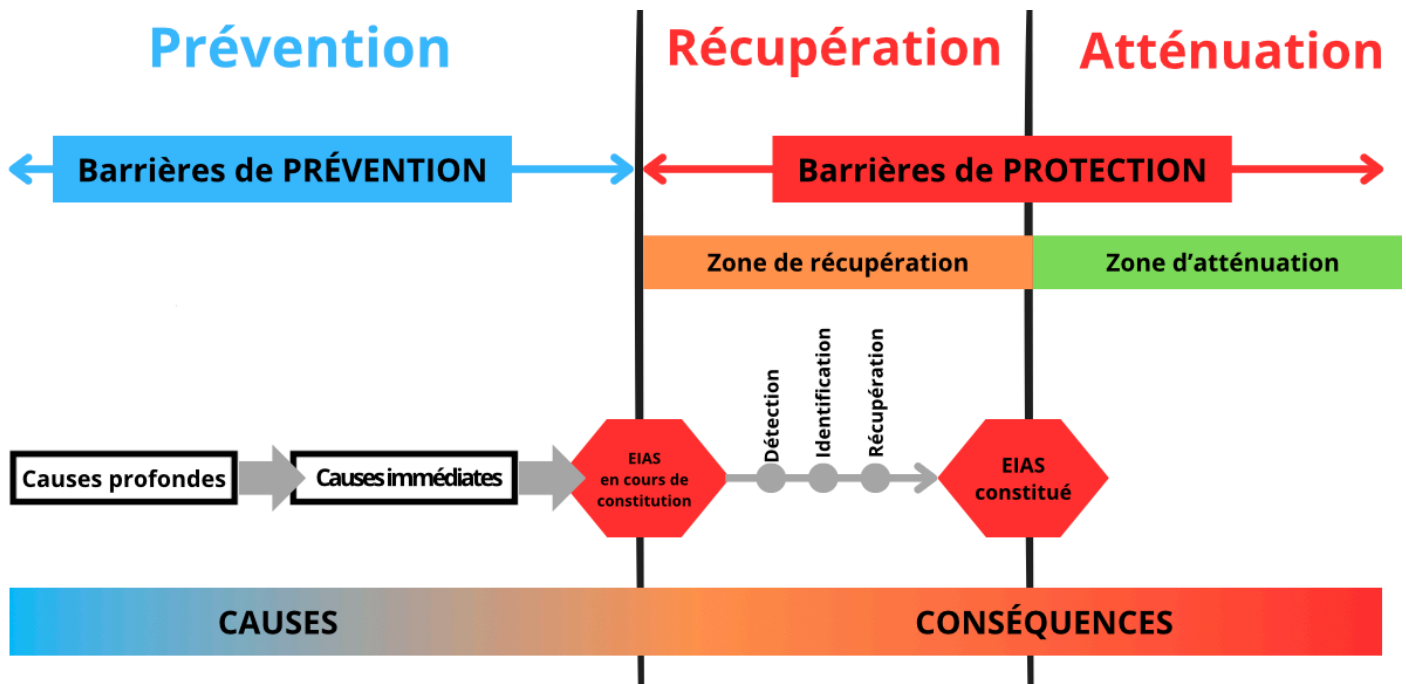 Prévention
Récupération
Atténuation
Barrières de PRÉVENTION
Barrières de PROTECTION
Zone de récupération
Zone d’atténuation
Détection
Identification
Récupération
Causes profondes
Causes immédiates
EIAS
en cours de
constitution
EIAS
constitué
CAUSES
CONSÉQUENCES